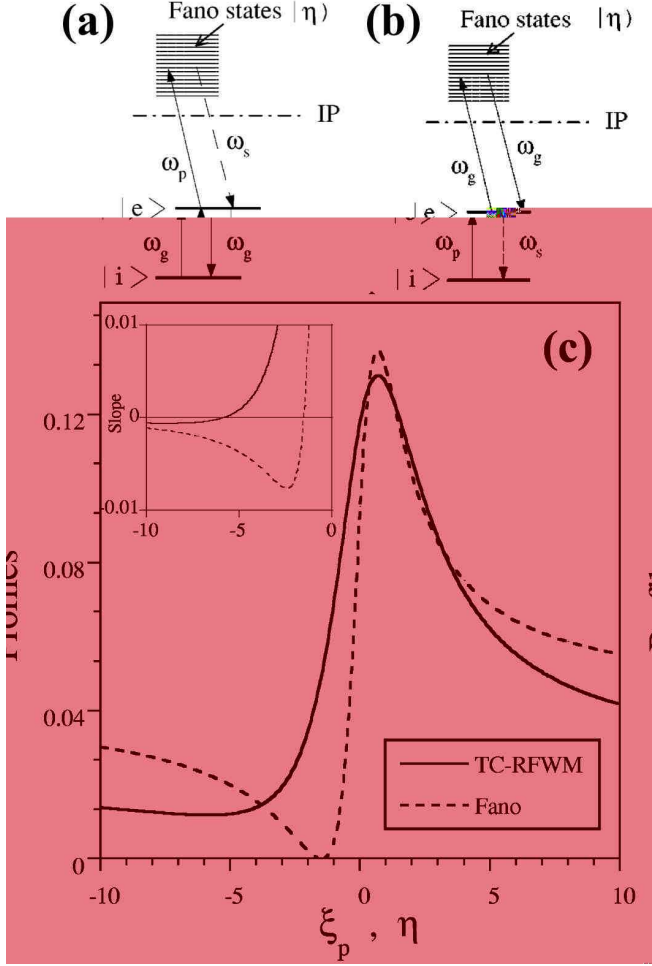 (a)
Fano states |η)
IP
ω_p
ω_s
|e>
ω_g
ω_g
|i>
(b)
Fano states |η)
IP
ω_g
ω_g
e
ω_p
ω_s
|i>
(c)
0.01
0
-0.01
Slope
-10
-5
0
0.12
0.08
0.04
0
TC-RFWM
Fano
-10
-5
0
5
10
ξ_p , η